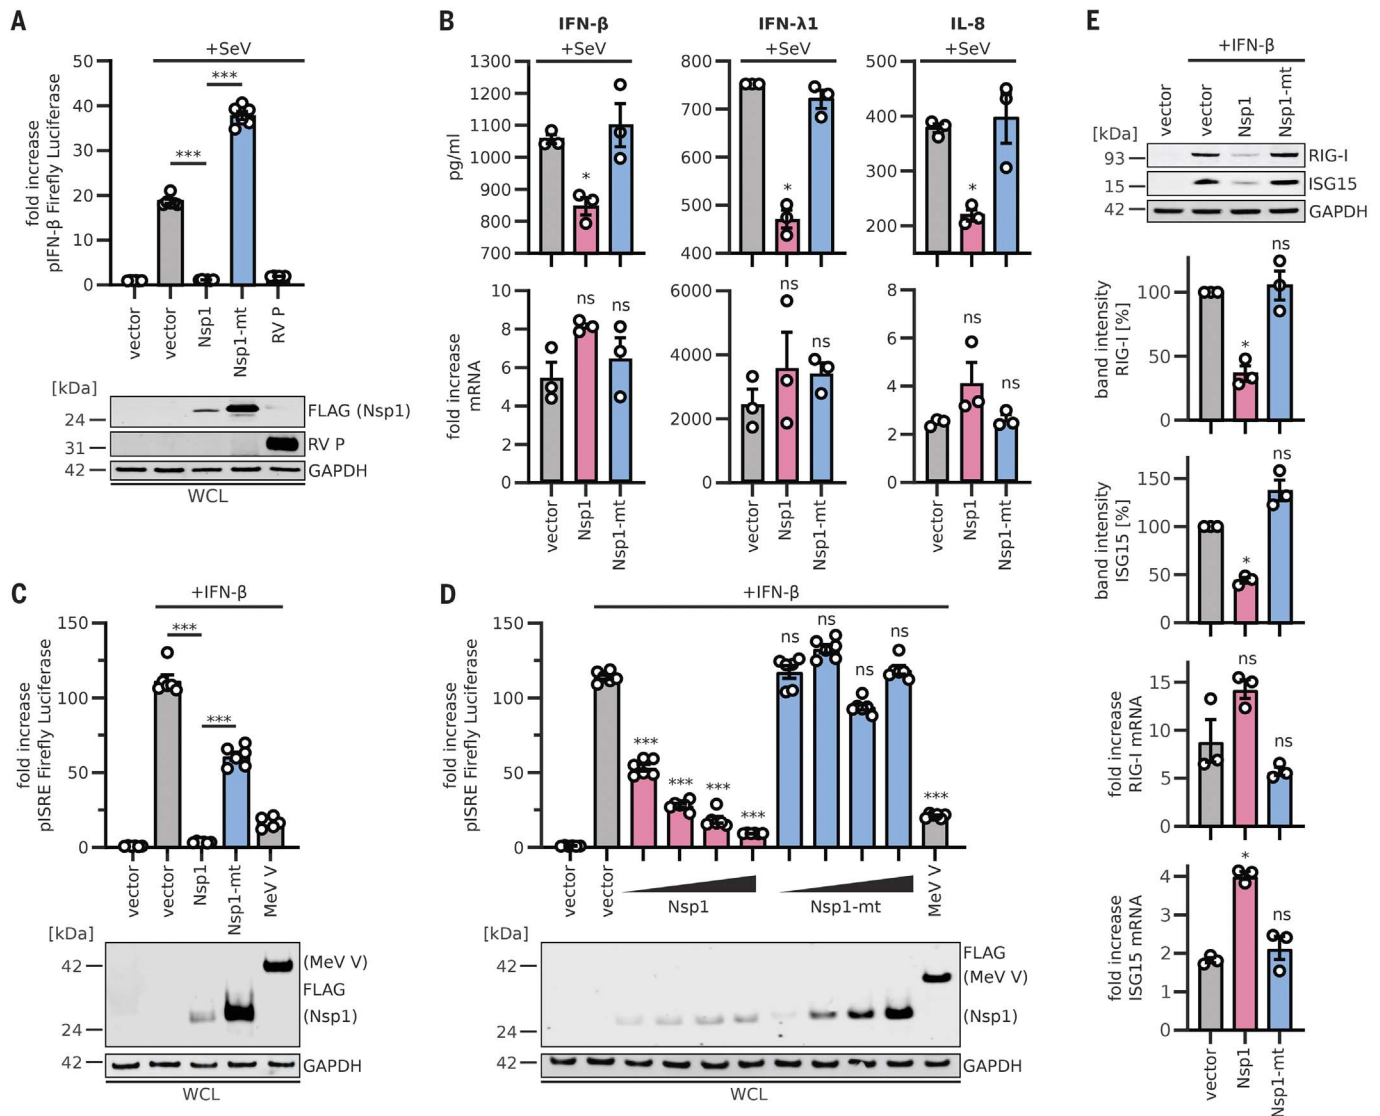 A
+SeV
***
***
50
40
30
20
10
0
fold increase
pIFN-β Firefly Luciferase
vector
vector
Nsp1
Nsp1-mt
RV P
[kDa]
24
FLAG (Nsp1)
31
RV P
42
GAPDH
WCL
B
IFN-β
+SeV
IFN-λ1
+SeV
IL-8
+SeV
1300
1200
1100
1000
900
800
700
pg/ml
*
800
700
600
500
400
*
500
400
300
200
*
10
8
6
4
2
0
fold increase
mRNA
ns
ns
6000
4000
2000
0
ns
ns
8
6
4
2
0
ns
ns
vector
Nsp1
Nsp1-mt
vector
Nsp1
Nsp1-mt
vector
Nsp1
Nsp1-mt
C
+IFN-β
***
***
150
100
50
0
fold increase
pISRE Firefly Luciferase
vector
vector
Nsp1
Nsp1-mt
MeV V
[kDa]
42
(MeV V)
FLAG
(Nsp1)
24
42
GAPDH
WCL
D
+IFN-β
150
100
50
0
fold increase
pISRE Firefly Luciferase
***
***
***
***
ns
ns
ns
ns
***
vector
vector
Nsp1
Nsp1-mt
MeV V
[kDa]
FLAG
42
(MeV V)
(Nsp1)
24
42
GAPDH
WCL
E
+IFN-β
vector
vector
Nsp1
Nsp1-mt
[kDa]
93
RIG-I
15
ISG15
42
GAPDH
band intensity
RIG-I [%]
100
50
0
*
ns
band intensity
ISG15 [%]
150
100
50
0
*
ns
fold increase
RIG-I mRNA
15
10
5
0
ns
ns
fold increase
ISG15 mRNA
4
3
2
1
0
*
ns
vector
Nsp1
Nsp1-mt